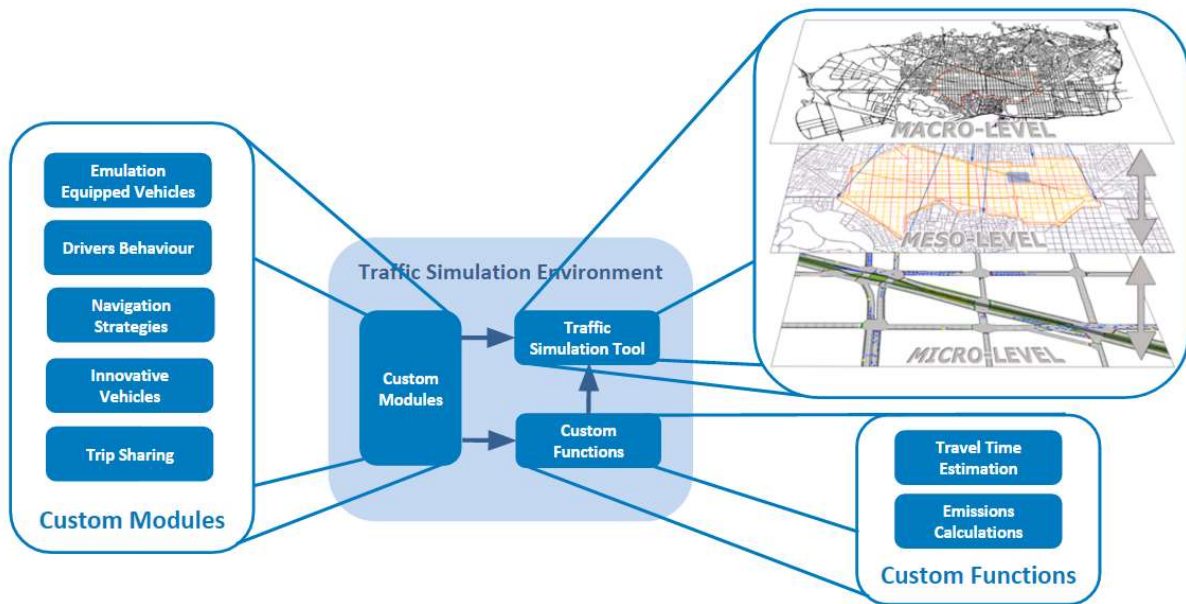 Emulation
Equipped Vehicles
Drivers Behaviour
Navigation
Strategies
Innovative
Vehicles
Trip Sharing
Custom Modules
Traffic Simulation Environment
Custom
Modules
Traffic
Simulation Tool
Custom
Functions
MACRO-LEVEL
MESO-LEVEL
MICRO-LEVEL
Travel Time
Estimation
Emissions
Calculations
Custom Functions